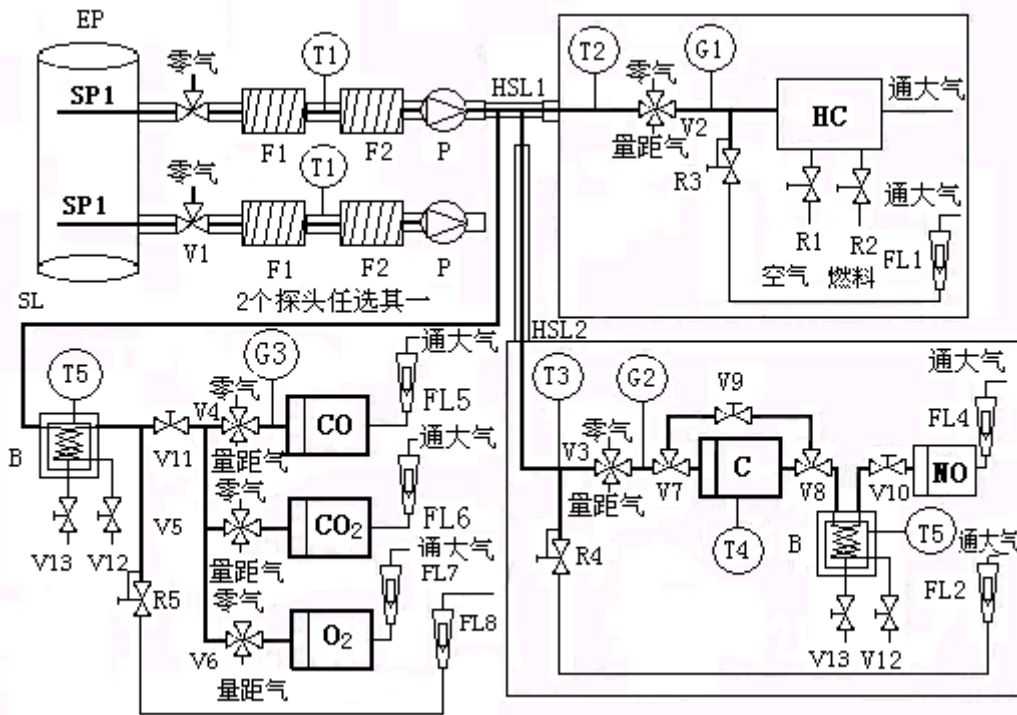 EP
零气
T1
SP1
F1
F2
P
HSL1
零气
T1
SP1
V1
F1
F2
P
SL
2个探头任选其一
T2
零气
G1
V2
量距气
HC
通大气
R3
R1
R2
空气
燃料
通大气
FL1
HSL2
T5
B
V13
V12
V11
V5
R5
零气
G3
V4
CO
通大气
FL5
量距气
零气
CO2
通大气
FL6
量距气
零气
O2
通大气
FL7
V6
量距气
FL8
T3
G2
V9
零气
V3
量距气
V7
C
V8
T4
R4
B
T5
V10
NO
通大气
FL4
通大气
FL2
V13
V12